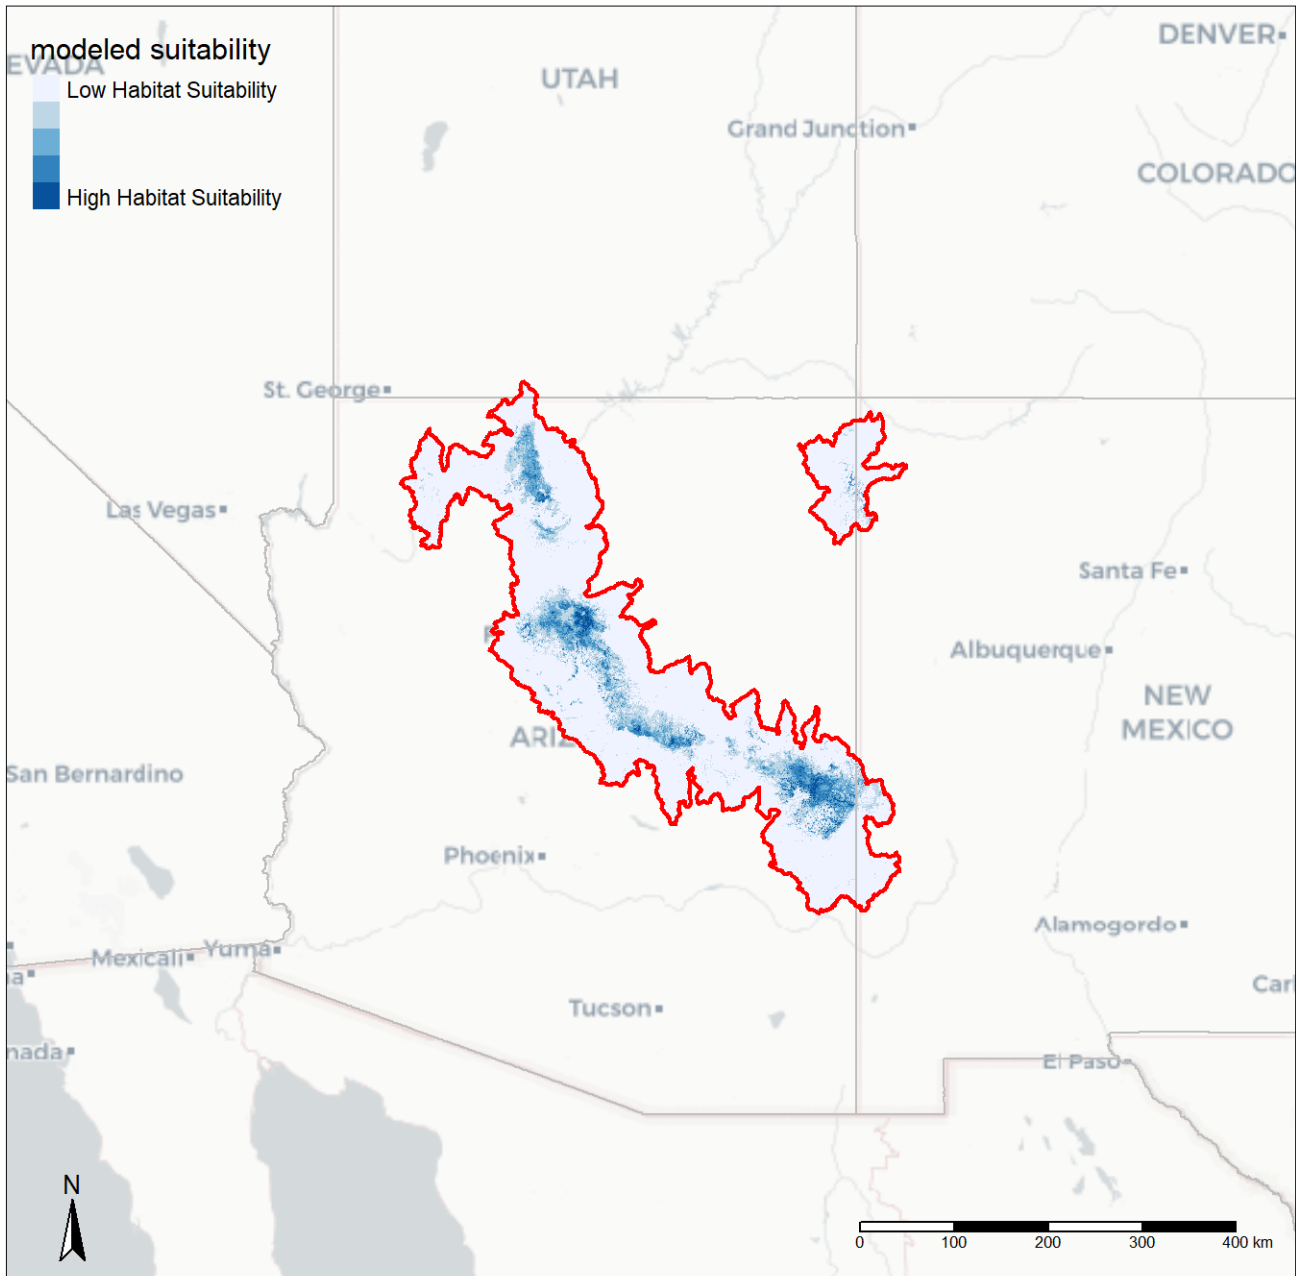 modeled suitability
EVADA
Low Habitat Suitability
High Habitat Suitability
DENVER
UTAH
Grand Junction
COLORADO
St. George
Las Vegas
Santa Fe
Albuquerque
NEW
MEXICO
ARIZ
San Bernardino
Phoenix
Alamogordo
Mexicali
Yuma
Tucson
Carl
nada
El Paso
N
0 100 200 300 400 km